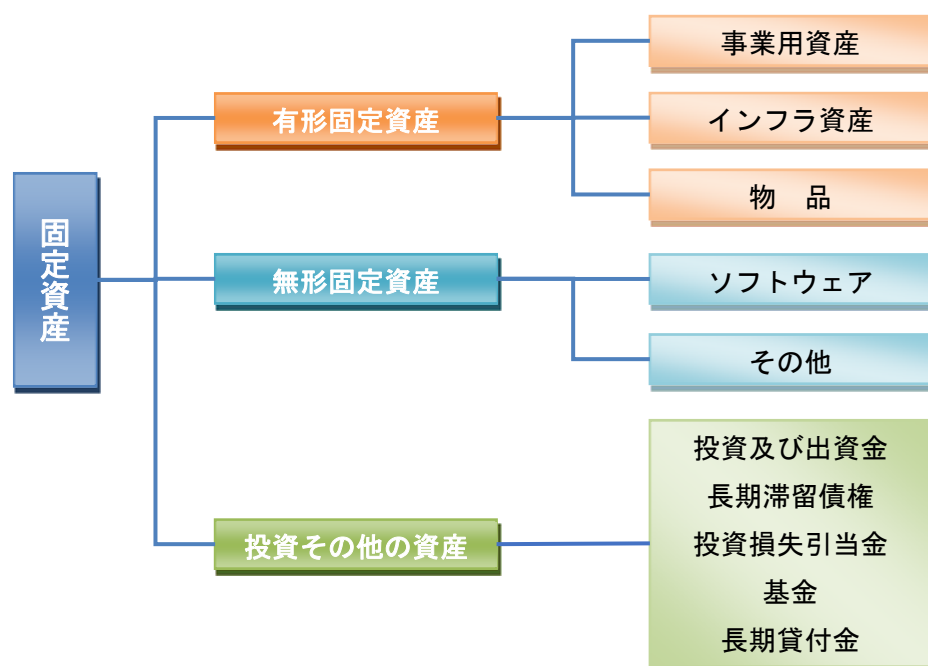 固定資産
有形固定資産
事業用資産
インフラ資産
物　品
無形固定資産
ソフトウェア
その他
投資その他の資産
投資及び出資金
長期滞留債権
投資損失引当金
基金
長期貸付金